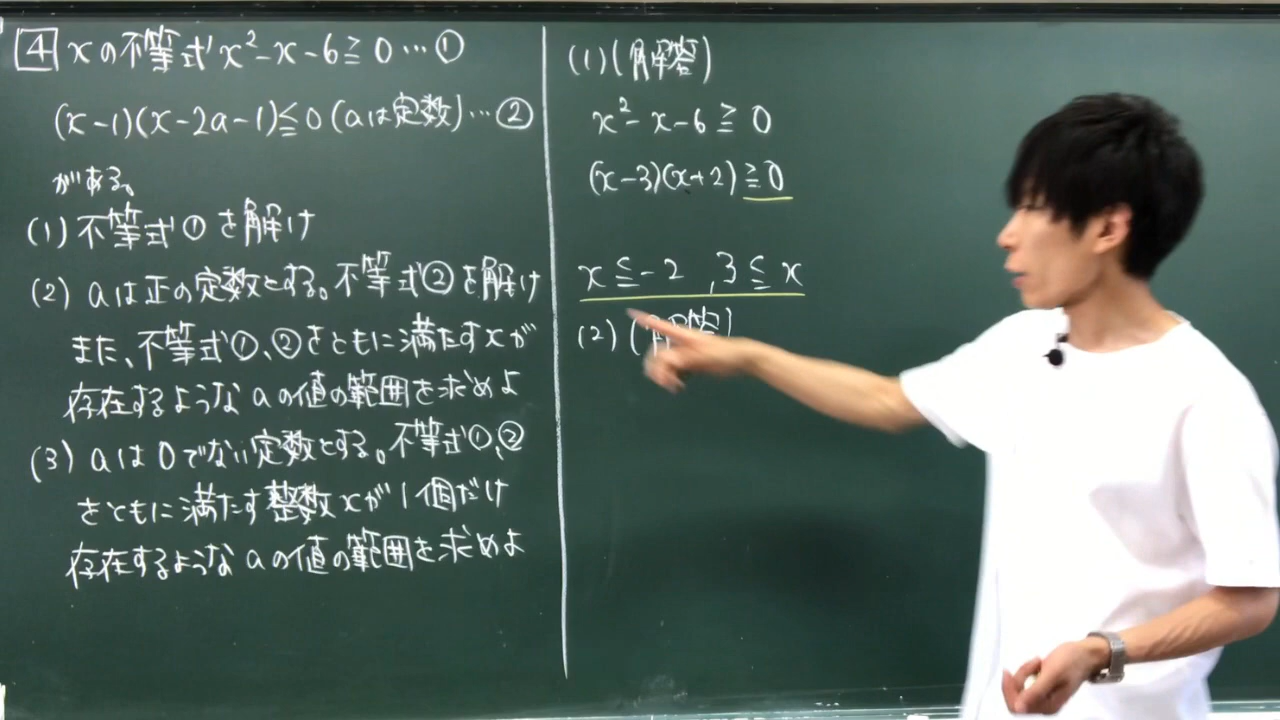 4 xの不等式 x²-x-6≧0…①
(x-1)(x-2a-1)≦0(aは定数)…②
がある。
(1)不等式①を解け
(2) aは正の定数とする。不等式②を解け
また、不等式①、②をともに満たすxが
存在するようなaの値の範囲を求めよ
(3) aは0でない定数とする。不等式①、②
をともに満たす整数xが1個だけ
存在するようなaの値の範囲を求めよ
(1)(解答)
x²-x-6≧0
(x-3)(x+2)≧0
x≦-2 ,3≦x
(2)(解答)